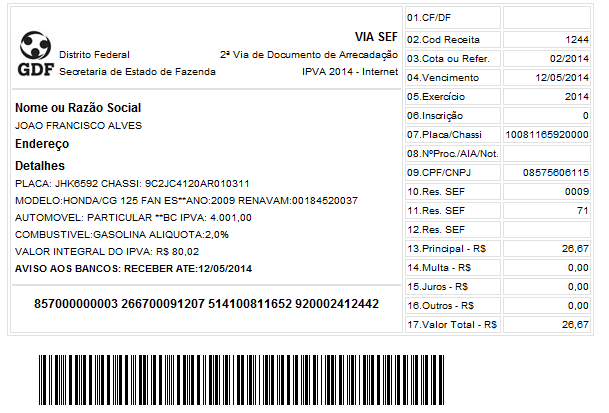 VIA SEF
GDF
Distrito Federal 2ª Via de Documento de Arrecadação
Secretaria de Estado de Fazenda IPVA 2014 - Internet
Nome ou Razão Social
JOAO FRANCISCO ALVES
Endereço
Detalhes
PLACA: JHK6592 CHASSI: 9C2JC4120AR010311
MODELO:HONDA/CG 125 FAN ES**ANO:2009 RENAVAM:00184520037
AUTOMOVEL: PARTICULAR **BC IPVA: 4.001,00
COMBUSTIVEL:GASOLINA ALIQUOTA:2,0%
VALOR INTEGRAL DO IPVA: R$ 80,02
AVISO AOS BANCOS: RECEBER ATE:12/05/2014
857000000003 266700091207 514100811652 920002412442
01.CF/DF
02.Cod Receita 1244
03.Cota ou Refer. 02/2014
04.Vencimento 12/05/2014
05.Exercício 2014
06.Inscrição 0
07.Placa/Chassi 10081165920000
08.NºProc./AIA/Not.
09.CPF/CNPJ 08575606115
10.Res. SEF 0009
11.Res. SEF 71
12.Res. SEF
13.Principal - R$ 26,67
14.Multa - R$ 0,00
15.Juros - R$ 0,00
16.Outros - R$ 0,00
17.Valor Total - R$ 26,67